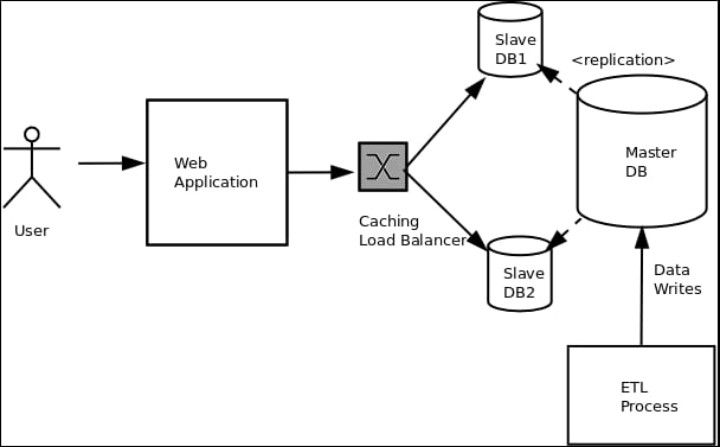 Slave
DB1
<replication>
Master
DB
Web
Application
User
Caching
Load Balancer
Slave
DB2
Data
Writes
ETL
Process